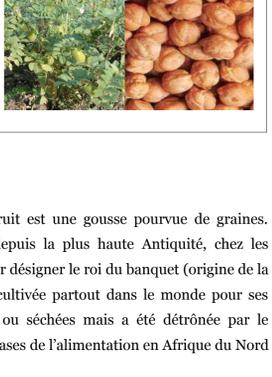 ruit est une gousse pourvue de graines.
depuis la plus haute Antiquité, chez les
r désigner le roi du banquet (origine de la
cultivée partout dans le monde pour ses
ou séchées mais a été détrônée par le
ases de l’alimentation en Afrique du Nord